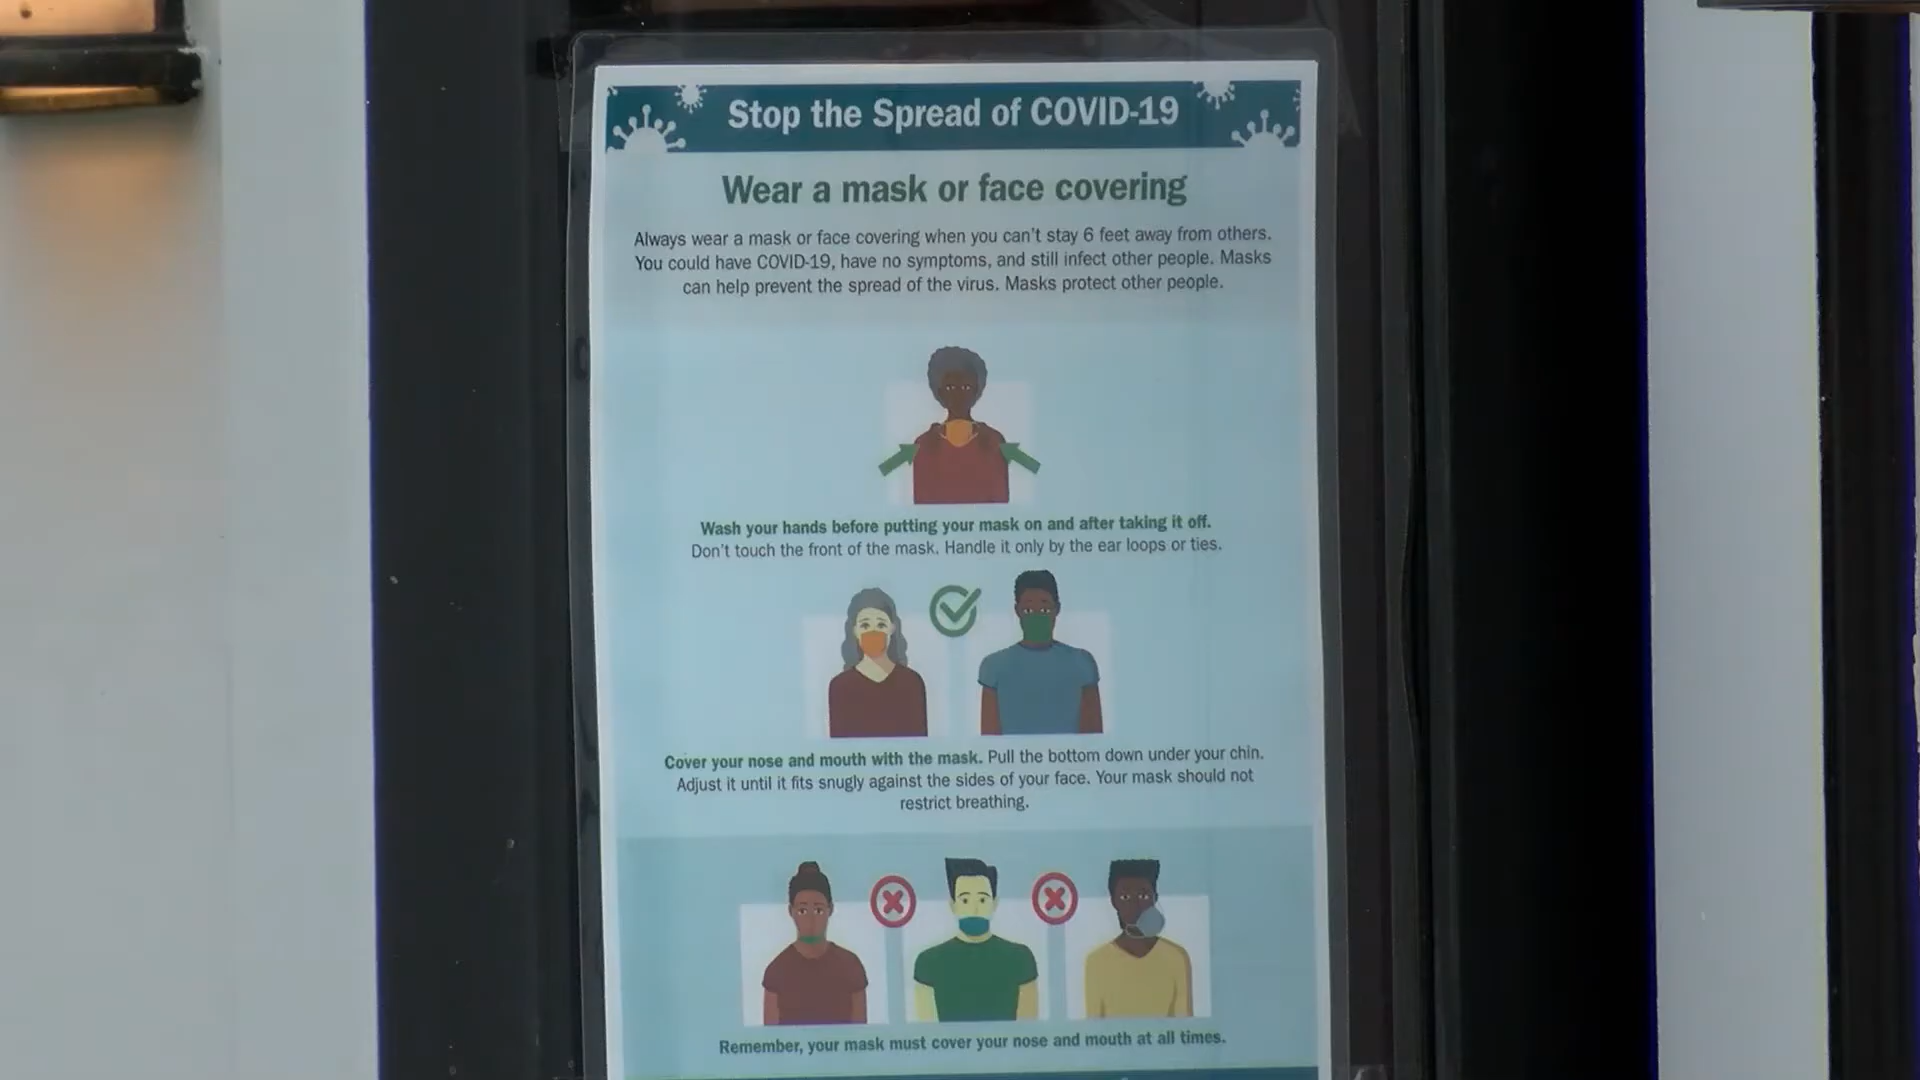 Stop the Spread of COVID-19
Wear a mask or face covering
Always wear a mask or face covering when you can't stay 6 feet away from others.
You could have COVID-19, have no symptoms, and still infect other people. Masks
can help prevent the spread of the virus. Masks protect other people.
Wash your hands before putting your mask on and after taking it off.
Don't touch the front of the mask. Handle it only by the ear loops or ties.
Cover your nose and mouth with the mask. Pull the bottom down under your chin.
Adjust it until it fits snugly against the sides of your face. Your mask should not
restrict breathing.
Remember, your mask must cover your nose and mouth at all times.